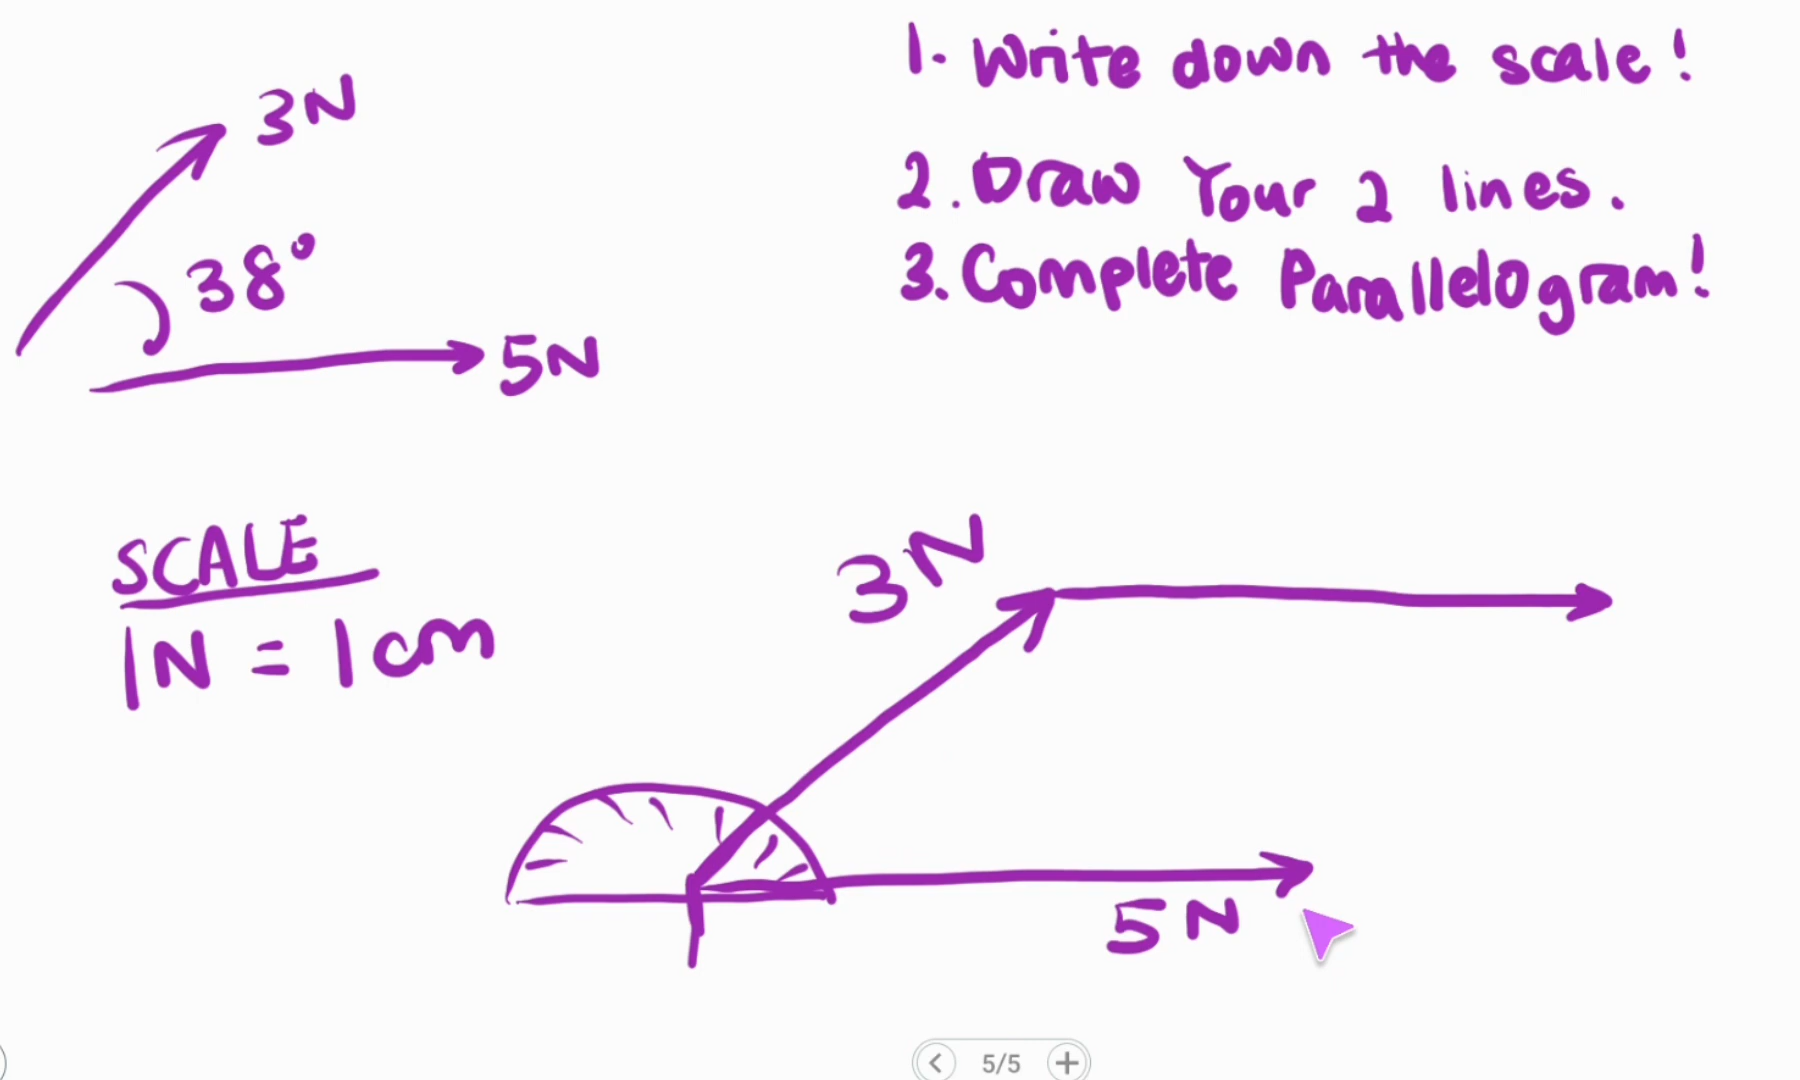 1. Write down the scale!
2. Draw Your 2 lines.
3. Complete Parallelogram!
3N
38°
5N
SCALE
1N = 1cm
3N
5N
5/5